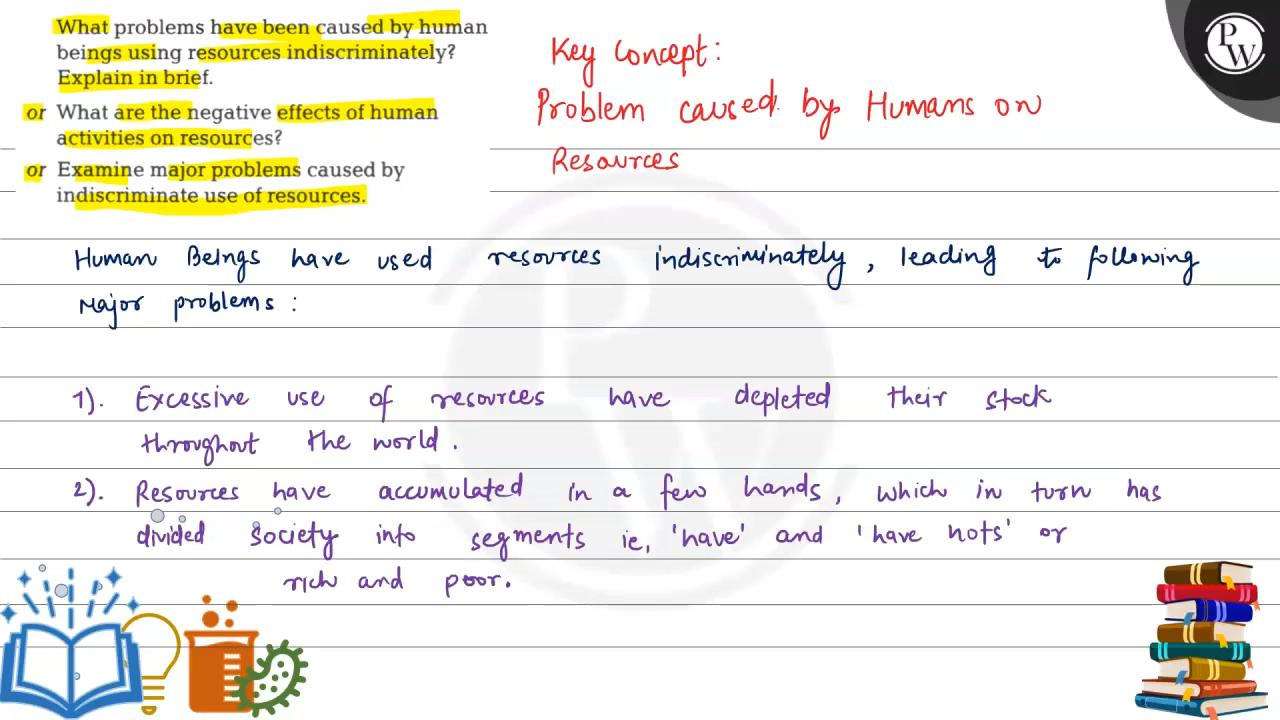 What problems have been caused by human
beings using resources indiscriminately?
Explain in brief.
or What are the negative effects of human
activities on resources?
or Examine major problems caused by
indiscriminate use of resources.
Key Concept:
Problem caused by Humans on
Resources
PW
Human Beings have used resources indiscriminately, leading to following
Major problems:
1). Excessive use of resources have depleted their stock
throughout the world.
2). Resources have accumulated in a few hands, which in turn has
divided society into segments ie, 'have' and 'have nots' or
rich and poor.